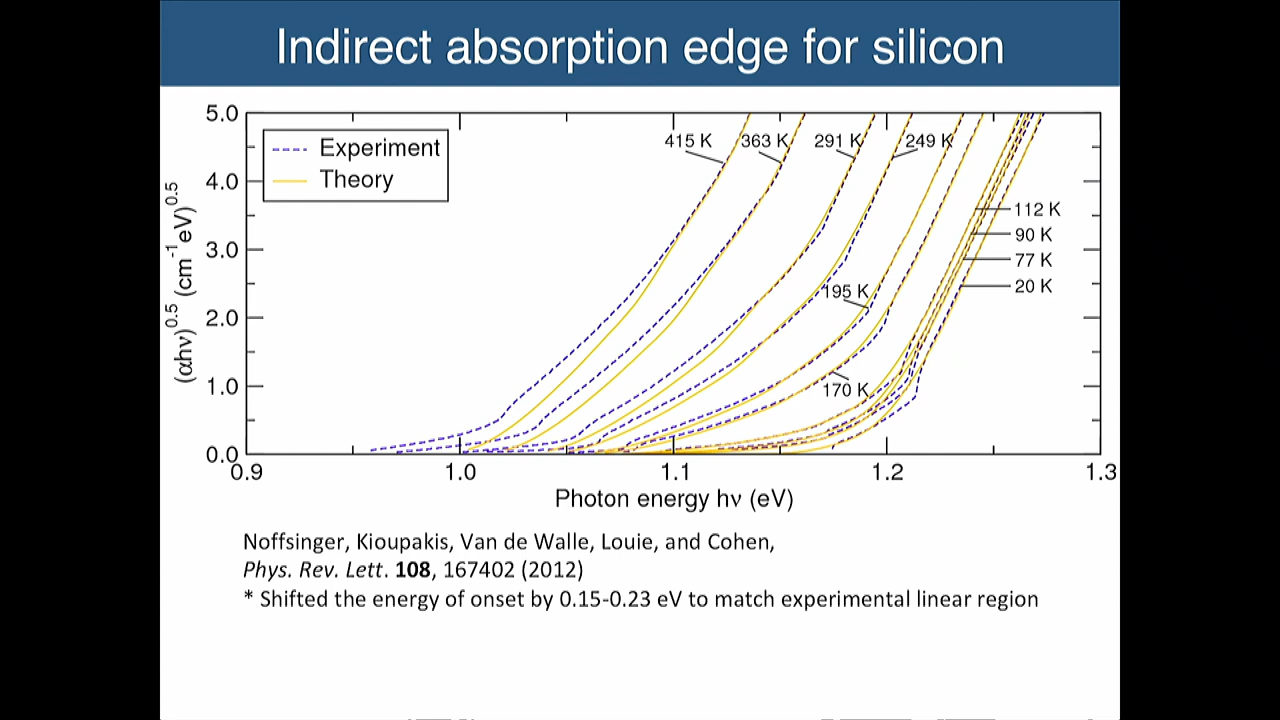 Indirect absorption edge for silicon
5.0
4.0
3.0
2.0
1.0
0.0
(αhν)^0.5 (cm^-1 eV)^0.5
Experiment
Theory
415 K
363 K
291 K
249 K
195 K
170 K
112 K
90 K
77 K
20 K
0.9 1.0 1.1 1.2 1.3
Photon energy hν (eV)
Noffsinger, Kioupakis, Van de Walle, Louie, and Cohen,
Phys. Rev. Lett. 108, 167402 (2012)
* Shifted the energy of onset by 0.15-0.23 eV to match experimental linear region